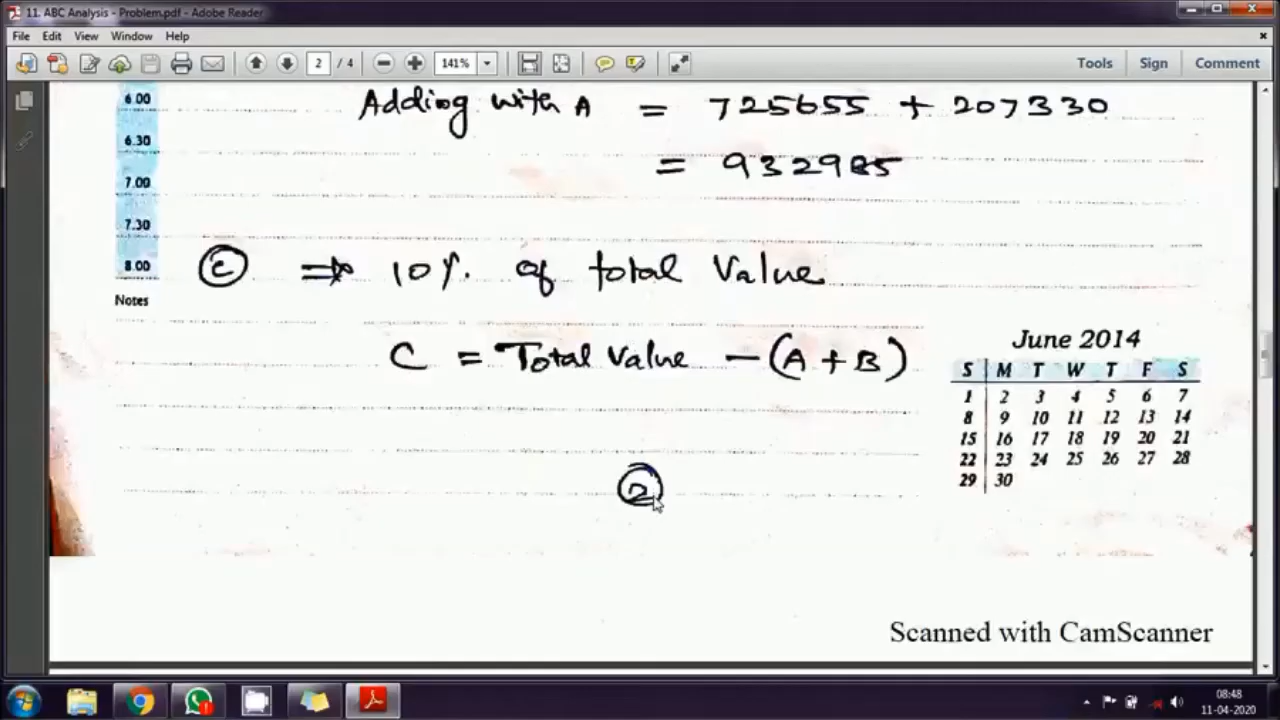 11. ABC Analysis - Problem.pdf - Adobe Reader
File Edit View Window Help
2 / 4 141% Tools Sign Comment
6.00
Adding with A = 725655 + 207330
6.30
= 932985
7.00
7.30
8.00
C ⇒ 10%. of total Value
Notes
C = Total Value - (A + B)
June 2014
S M T W T F S
1 2 3 4 5 6 7
8 9 10 11 12 13 14
15 16 17 18 19 20 21
22 23 24 25 26 27 28
29 30
2
Scanned with CamScanner
08:48
11-04-2020